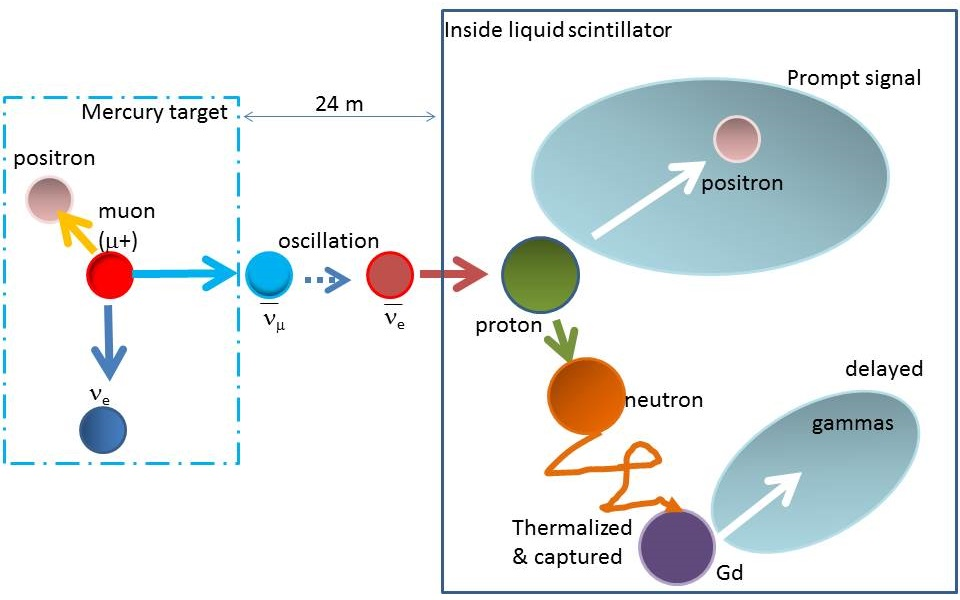 Inside liquid scintillator
Mercury target
24 m
Prompt signal
positron
positron
muon
(μ+)
oscillation
ν̅μ
ν̅e
proton
νe
delayed
gammas
neutron
Thermalized
& captured
Gd